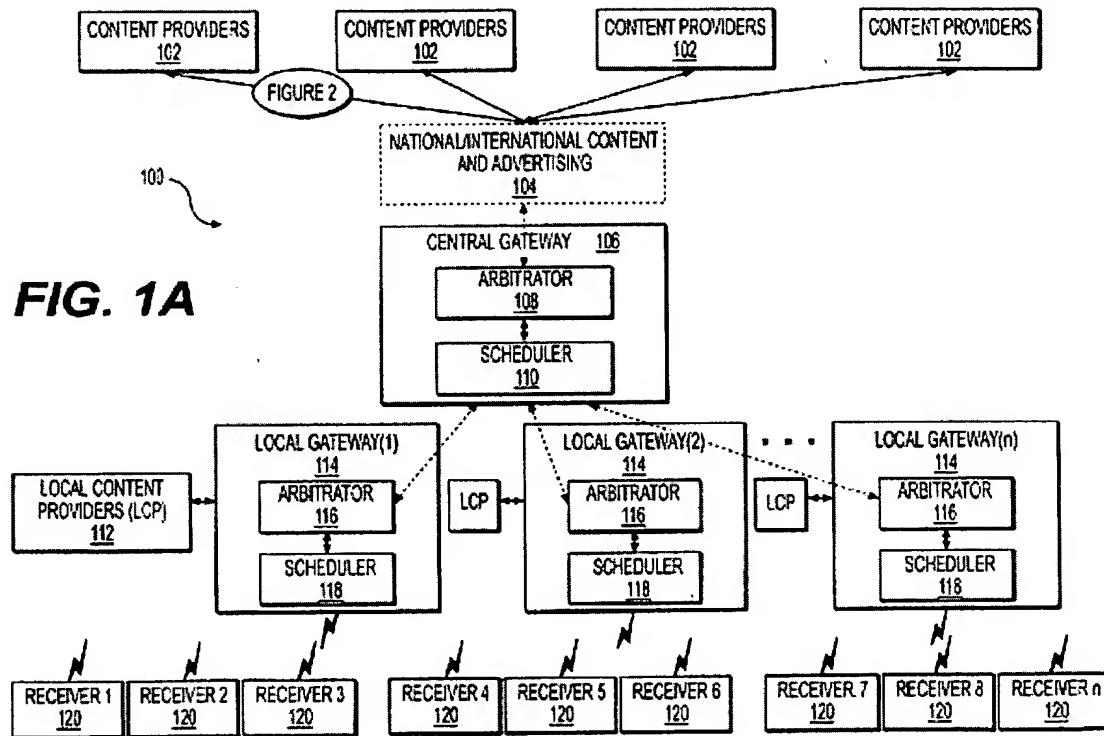 CONTENT PROVIDERS
102
CONTENT PROVIDERS
102
CONTENT PROVIDERS
102
CONTENT PROVIDERS
102
FIGURE 2
NATIONAL/INTERNATIONAL CONTENT
AND ADVERTISING
104
100
CENTRAL GATEWAY 106
ARBITRATOR
108
SCHEDULER
110
FIG. 1A
LOCAL CONTENT
PROVIDERS (LCP)
112
LOCAL GATEWAY(1)
114
ARBITRATOR
116
SCHEDULER
118
LCP
LOCAL GATEWAY(2)
114
ARBITRATOR
116
SCHEDULER
118
LCP
LOCAL GATEWAY(n)
114
ARBITRATOR
116
SCHEDULER
118
RECEIVER 1
120
RECEIVER 2
120
RECEIVER 3
120
RECEIVER 4
120
RECEIVER 5
120
RECEIVER 6
120
RECEIVER 7
120
RECEIVER 8
120
RECEIVER n
120